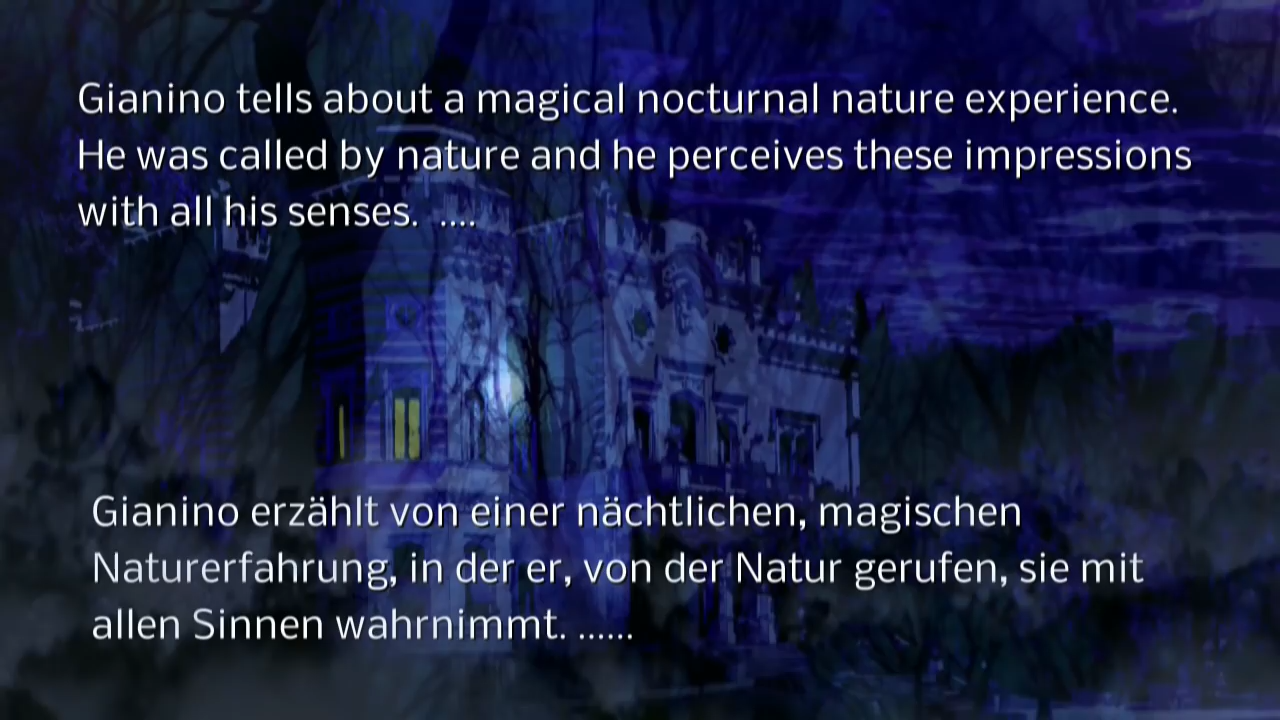 Gianino tells about a magical nocturnal nature experience.
He was called by nature and he perceives these impressions
with all his senses.  ....
Gianino erzählt von einer nächtlichen, magischen
Naturerfahrung, in der er, von der Natur gerufen, sie mit
allen Sinnen wahrnimmt. ......